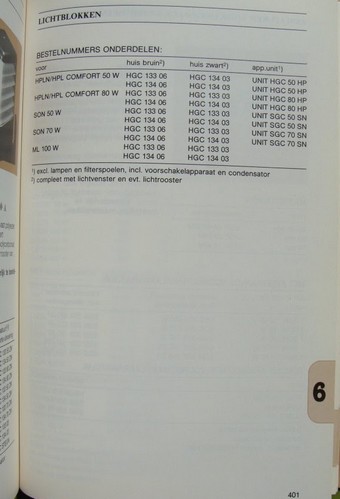 LICHTBLOKKEN
BESTELNUMMERS ONDERDELEN:
voor huis bruin²) huis zwart²) app.unit¹)
HPLN/HPL COMFORT 50 W HGC 133 06 HGC 134 03 UNIT HGC 50 HP
HGC 134 06 HGC 134 03 UNIT HGC 50 HP
HPLN/HPL COMFORT 80 W HGC 133 06 HGC 133 03 UNIT HGC 80 HP
HGC 134 06 HGC 134 03 UNIT HGC 80 HP
SON 50 W HGC 133 06 HGC 133 03 UNIT SGC 50 SN
HGC 134 06 HGC 134 03 UNIT SGC 50 SN
SON 70 W HGC 133 06 HGC 133 03 UNIT SGC 70 SN
HGC 134 06 HGC 134 03 UNIT SGC 70 SN
ML 100 W HGC 133 06 HGC 133 03
HGC 134 06 HGC 134 03
¹) excl. lampen en filterspoelen, incl. voorschakelapparaat en condensator
²) compleet met lichtvenster en evt. lichtrooster
6
401